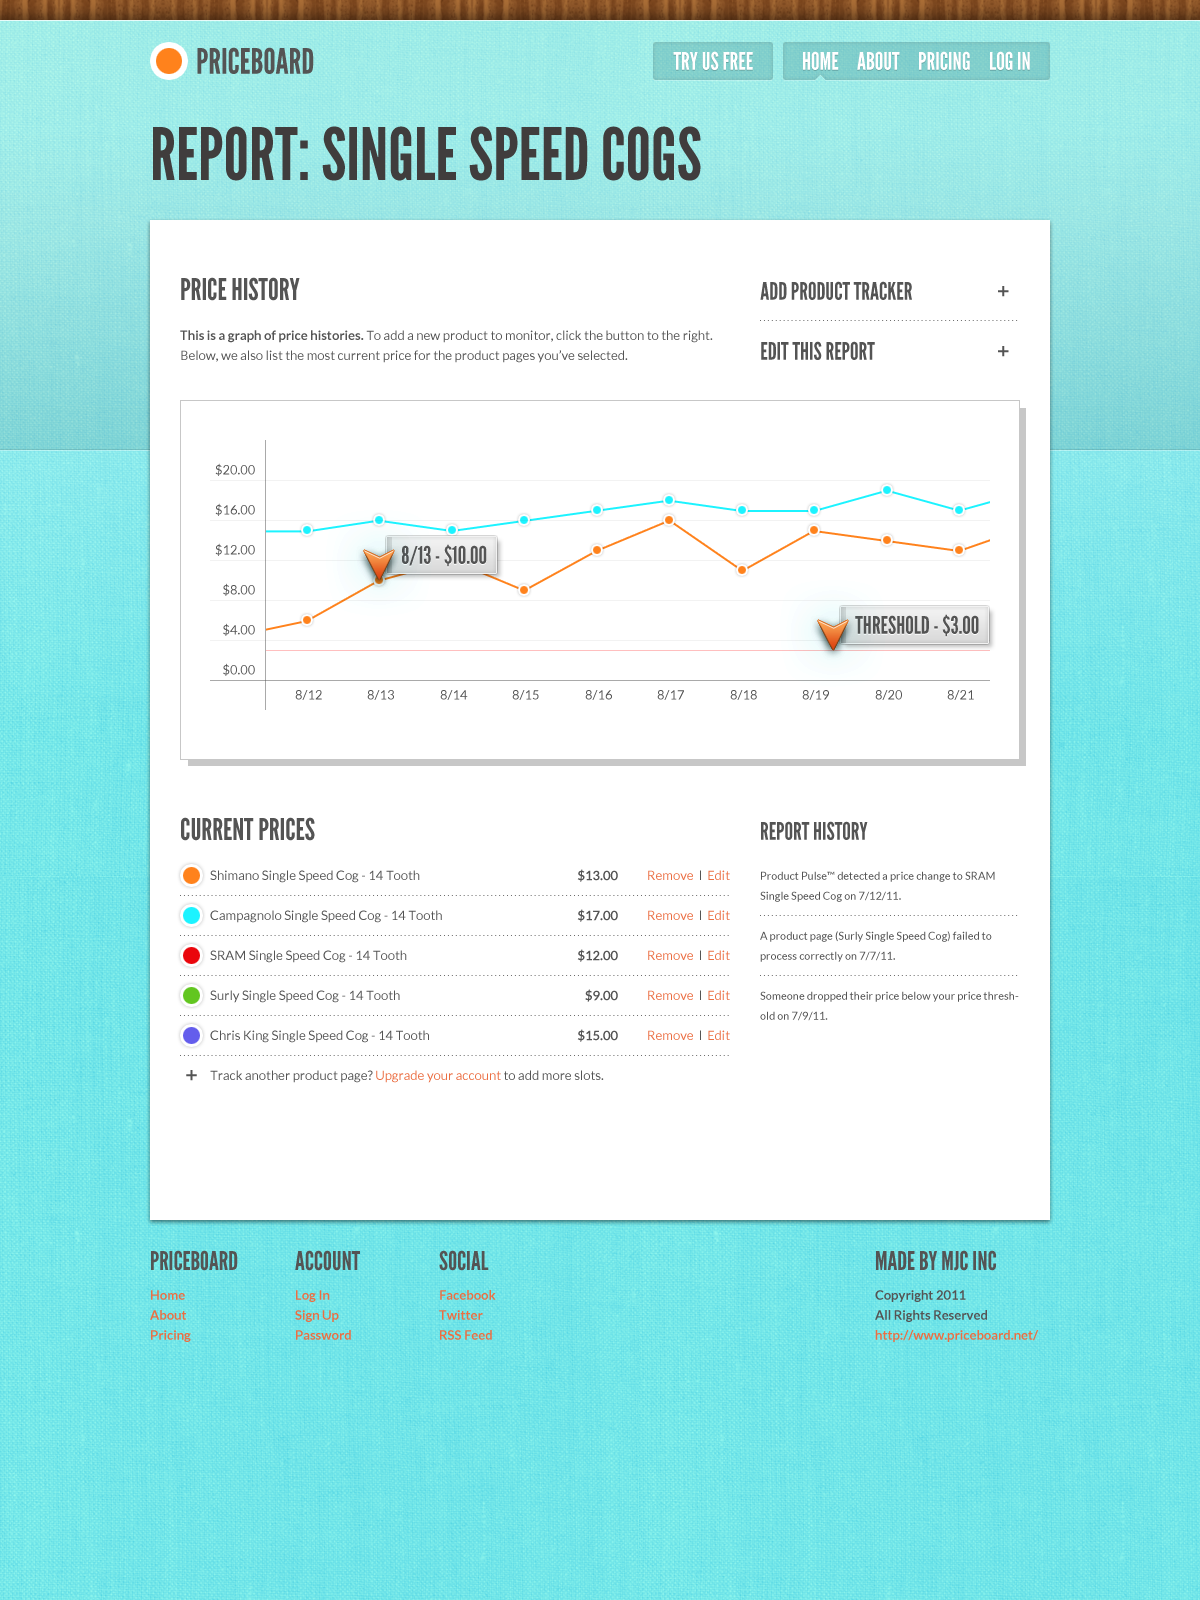 PRICEBOARD
TRY US FREE
HOME ABOUT PRICING LOG IN
REPORT: SINGLE SPEED COGS
PRICE HISTORY
This is a graph of price histories. To add a new product to monitor, click the button to the right.
Below, we also list the most current price for the product pages you've selected.
ADD PRODUCT TRACKER +
EDIT THIS REPORT +
$20.00
$16.00
$12.00
$8.00
$4.00
$0.00
8/13 - $10.00
THRESHOLD - $3.00
8/12 8/13 8/14 8/15 8/16 8/17 8/18 8/19 8/20 8/21
CURRENT PRICES
Shimano Single Speed Cog - 14 Tooth $13.00 Remove | Edit
Campagnolo Single Speed Cog - 14 Tooth $17.00 Remove | Edit
SRAM Single Speed Cog - 14 Tooth $12.00 Remove | Edit
Surly Single Speed Cog - 14 Tooth $9.00 Remove | Edit
Chris King Single Speed Cog - 14 Tooth $15.00 Remove | Edit
+ Track another product page? Upgrade your account to add more slots.
REPORT HISTORY
Product Pulse™ detected a price change to SRAM
Single Speed Cog on 7/12/11.
A product page (Surly Single Speed Cog) failed to
process correctly on 7/7/11.
Someone dropped their price below your price thresh-
old on 7/9/11.
PRICEBOARD
Home
About
Pricing
ACCOUNT
Log In
Sign Up
Password
SOCIAL
Facebook
Twitter
RSS Feed
MADE BY MJC INC
Copyright 2011
All Rights Reserved
http://www.priceboard.net/